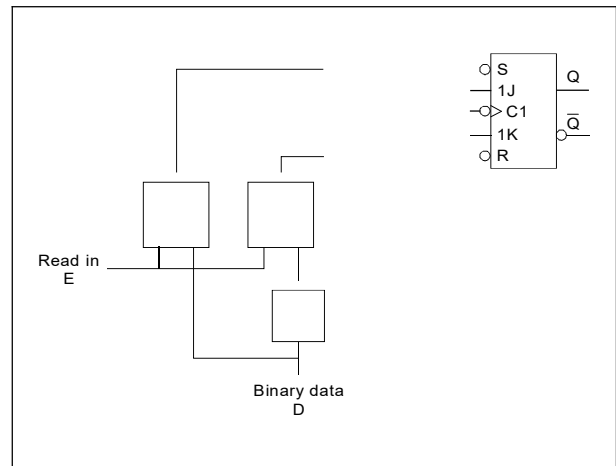 S
1J
Q
C1
1K
Q̅
R
Read in
E
Binary data
D